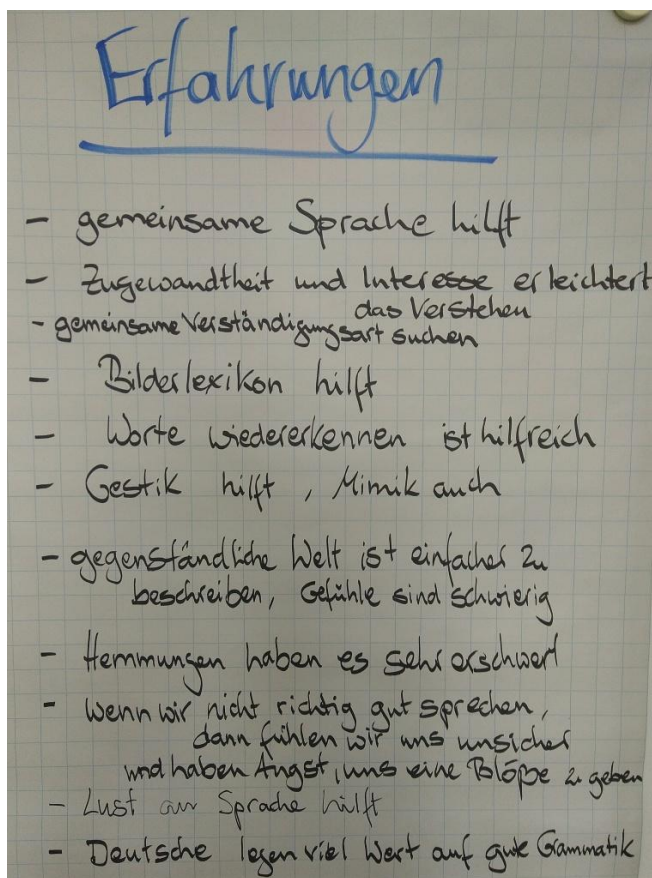 Erfahrungen
- gemeinsame Sprache hilft
- Zugewandtheit und Interesse erleichtert
das Verstehen
- gemeinsame Verständigungsart suchen
- Bilderlexikon hilft
- Worte wiedererkennen ist hilfreich
- Gestik hilft, Mimik auch
- gegenständliche Welt ist einfacher zu
beschreiben, Gefühle sind schwierig
- Hemmungen haben es sehr erschwert
- Wenn wir nicht richtig gut sprechen,
dann fühlen wir uns unsicher
und haben Angst, uns eine Blöße zu geben
- Lust an Sprache hilft
- Deutsche legen viel Wert auf gute Grammatik